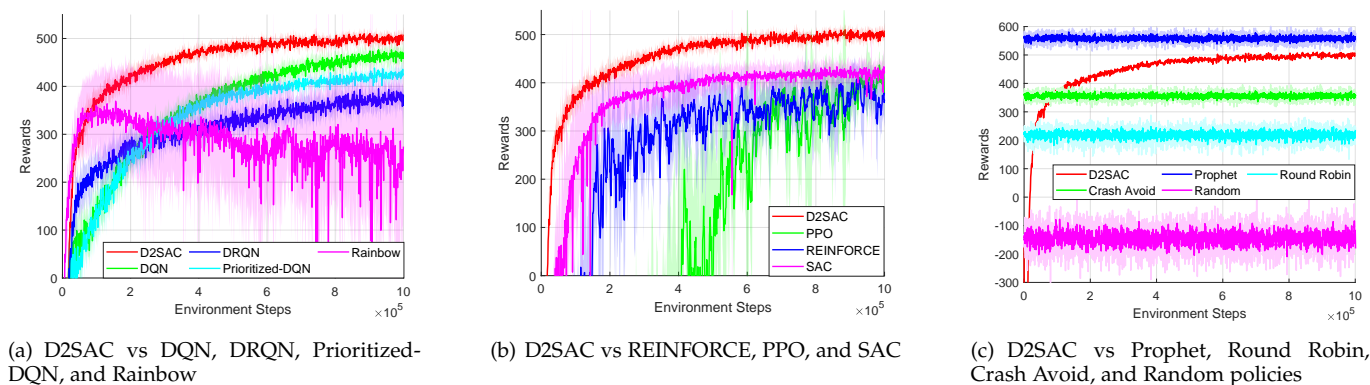 500
400
300
200
100
0
Rewards
D2SAC
DQN
DRQN
Prioritized-DQN
Rainbow
0 2 4 6 8 10
Environment Steps
×10^5
(a) D2SAC vs DQN, DRQN, Prioritized-
DQN, and Rainbow
500
400
300
200
100
0
Rewards
D2SAC
PPO
REINFORCE
SAC
0 2 4 6 8 10
Environment Steps
×10^5
(b) D2SAC vs REINFORCE, PPO, and SAC
600
500
400
300
200
100
0
-100
-200
-300
Rewards
D2SAC
Crash Avoid
Prophet
Random
Round Robin
0 2 4 6 8 10
Environment Steps
×10^5
(c) D2SAC vs Prophet, Round Robin,
Crash Avoid, and Random policies